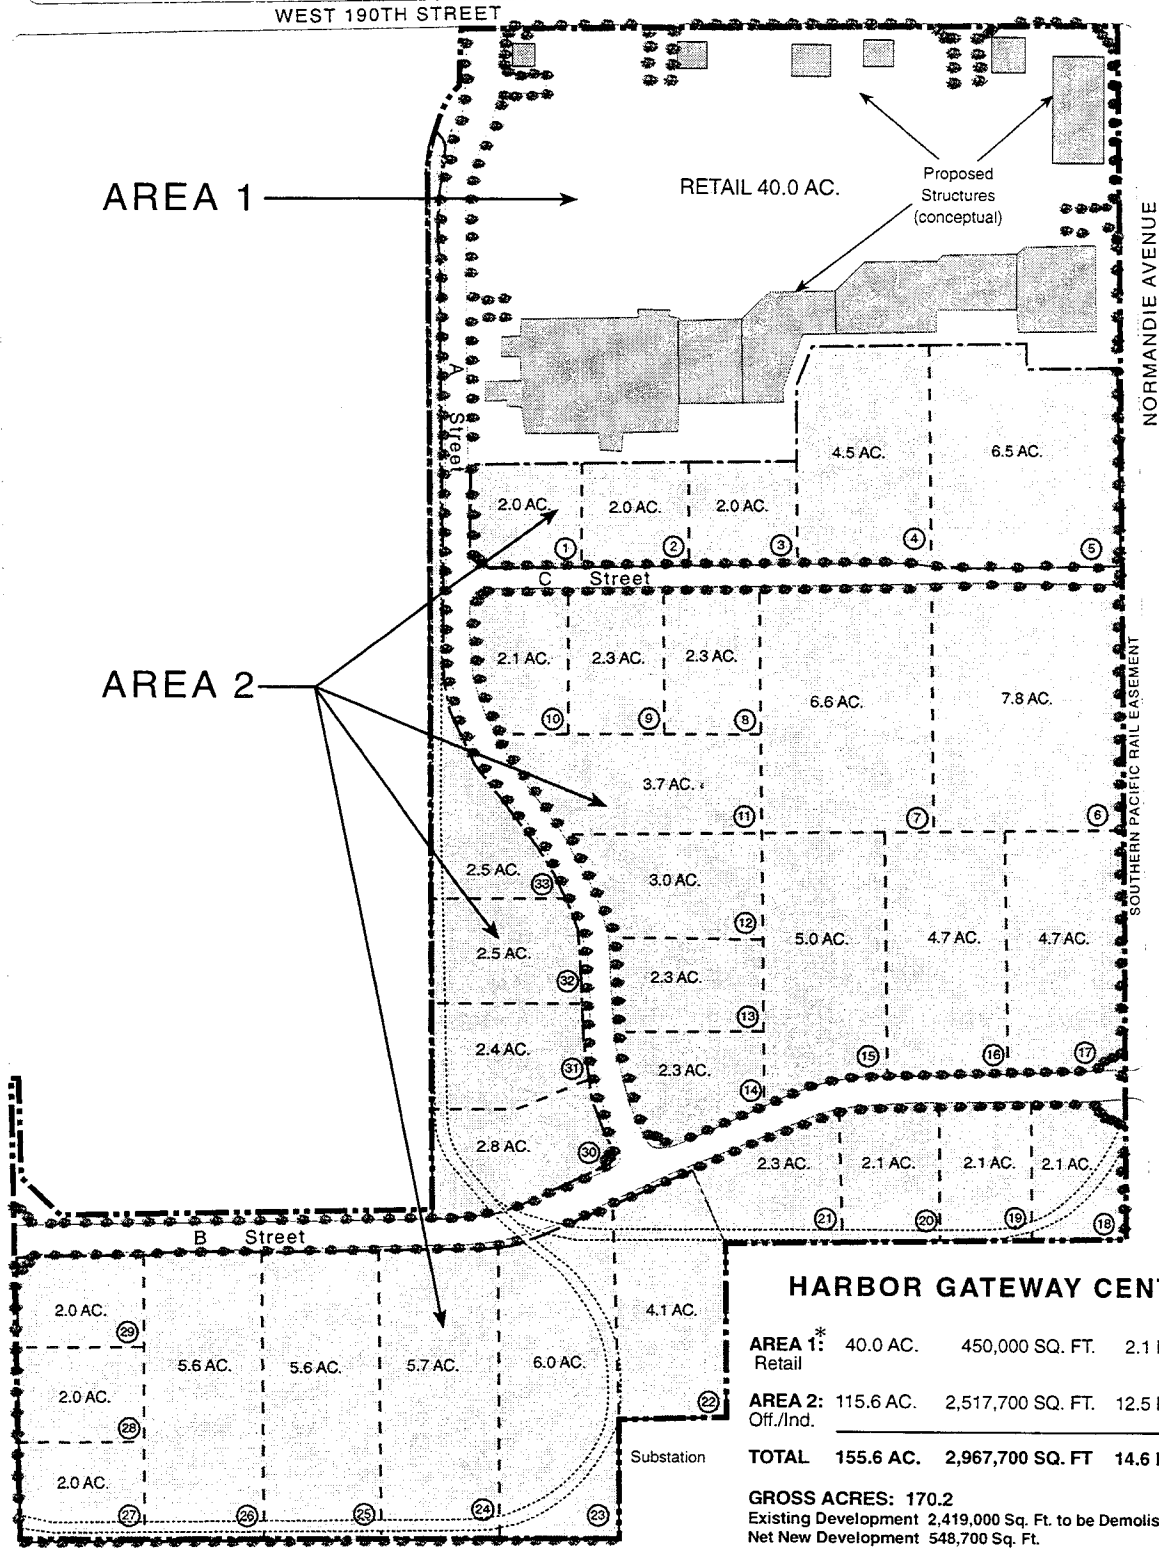 WEST 190TH STREET
AREA 1
RETAIL 40.0 AC.
Proposed
Structures
(conceptual)
NORMANDIE AVENUE
A Street
4.5 AC.
6.5 AC.
2.0 AC.
2.0 AC.
2.0 AC.
1
2
3
4
5
C Street
2.1 AC.
2.3 AC.
2.3 AC.
6.6 AC.
7.8 AC.
AREA 2
10
9
8
3.7 AC.
11
7
6
SOUTHERN PACIFIC RAIL EASEMENT
2.5 AC.
33
3.0 AC.
12
2.5 AC.
32
5.0 AC.
4.7 AC.
4.7 AC.
2.3 AC.
13
2.4 AC.
31
2.3 AC.
14
15
16
17
2.8 AC.
30
2.3 AC.
2.1 AC.
2.1 AC.
2.1 AC.
21
20
19
18
B Street
2.0 AC.
29
5.6 AC.
5.6 AC.
5.7 AC.
6.0 AC.
4.1 AC.
2.0 AC.
28
22
2.0 AC.
27
26
25
24
23
Substation
HARBOR GATEWAY CENT
AREA 1:* 40.0 AC. 450,000 SQ. FT. 2.1
Retail
AREA 2: 115.6 AC. 2,517,700 SQ. FT. 12.5
Off./Ind.
TOTAL 155.6 AC. 2,967,700 SQ. FT 14.6
GROSS ACRES: 170.2
Existing Development 2,419,000 Sq. Ft. to be Demolis
Net New Development 548,700 Sq. Ft.